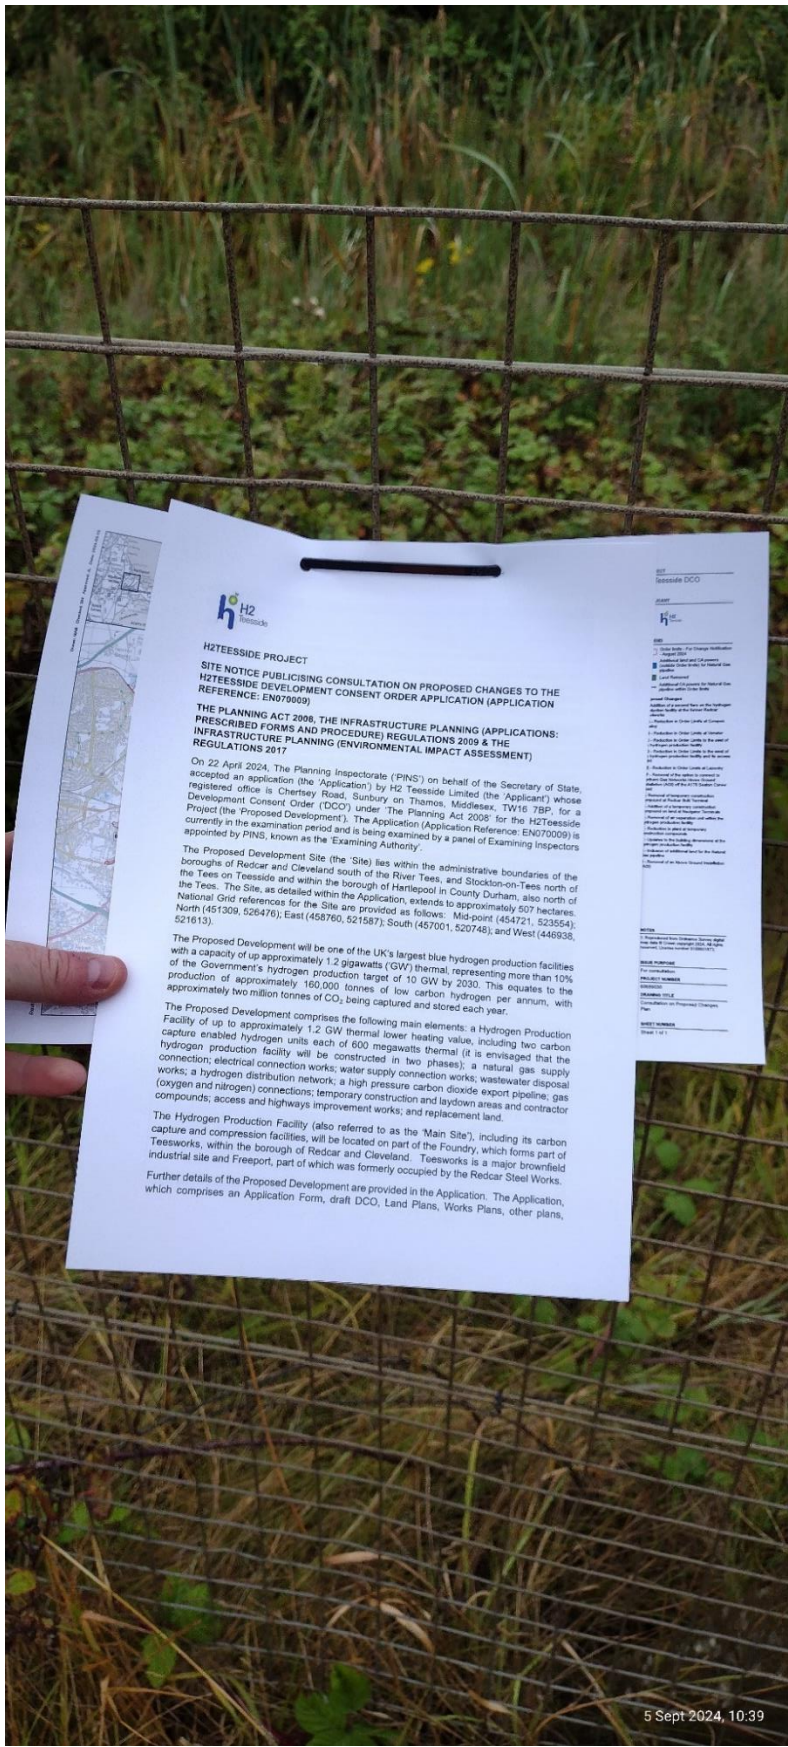 H2
Teesside
H2TEESSIDE PROJECT
SITE NOTICE PUBLICISING CONSULTATION ON PROPOSED CHANGES TO THE
H2TEESSIDE DEVELOPMENT CONSENT ORDER APPLICATION (APPLICATION
REFERENCE: EN070009)
THE PLANNING ACT 2008, THE INFRASTRUCTURE PLANNING (APPLICATIONS:
PRESCRIBED FORMS AND PROCEDURE) REGULATIONS 2009 & THE
INFRASTRUCTURE PLANNING (ENVIRONMENTAL IMPACT ASSESSMENT)
REGULATIONS 2017
On 22 April 2024, The Planning Inspectorate ('PINS') on behalf of the Secretary of State,
accepted an application (the 'Application') by H2 Teesside Limited (the 'Applicant') whose
registered office is Chertsey Road, Sunbury on Thames, Middlesex, TW16 7BP, for a
Development Consent Order ('DCO') under 'The Planning Act 2008' for the H2Teesside
Project (the 'Proposed Development'). The Application (Application Reference: EN070009) is
currently in the examination period and is being examined by a panel of Examining Inspectors
appointed by PINS, known as the 'Examining Authority'.
The Proposed Development Site (the 'Site') lies within the administrative boundaries of the
boroughs of Redcar and Cleveland south of the River Tees, and Stockton-on-Tees north of
the Tees on Teesside and within the borough of Hartlepool in County Durham, also north of
the Tees. The Site, as detailed within the Application, extends to approximately 507 hectares.
National Grid references for the Site are provided as follows: Mid-point (454721, 523554);
North (451309, 526476); East (458760, 521587); South (457001, 520748); and West (446938,
521613).
The Proposed Development will be one of the UK's largest blue hydrogen production facilities
with a capacity of up approximately 1.2 gigawatts ('GW') thermal, representing more than 10%
of the Government's hydrogen production target of 10 GW by 2030. This equates to the
production of approximately 160,000 tonnes of low carbon hydrogen per annum, with
approximately two million tonnes of CO₂ being captured and stored each year.
The Proposed Development comprises the following main elements: a Hydrogen Production
Facility of up to approximately 1.2 GW thermal lower heating value, including two carbon
capture enabled hydrogen units each of 600 megawatts thermal (it is envisaged that the
hydrogen production facility will be constructed in two phases); a natural gas supply
connection; electrical connection works; water supply connection works; wastewater disposal
works; a hydrogen distribution network; a high pressure carbon dioxide export pipeline; gas
(oxygen and nitrogen) connections; temporary construction and laydown areas and contractor
compounds; access and highways improvement works; and replacement land.
The Hydrogen Production Facility (also referred to as the 'Main Site'), including its carbon
capture and compression facilities, will be located on part of the Foundry, which forms part of
Teesworks, within the borough of Redcar and Cleveland. Teesworks is a major brownfield
industrial site and Freeport, part of which was formerly occupied by the Redcar Steel Works.
Further details of the Proposed Development are provided in the Application. The Application,
which comprises an Application Form, draft DCO, Land Plans, Works Plans, other plans,
Teesside DCO
H2
NOTES
ISSUE PURPOSE
For consultation
PROJECT NUMBER
DRAWING TITLE
Consultation on Proposed Changes
Plan
SHEET NUMBER
Sheet 1 of 1
5 Sept 2024, 10:39